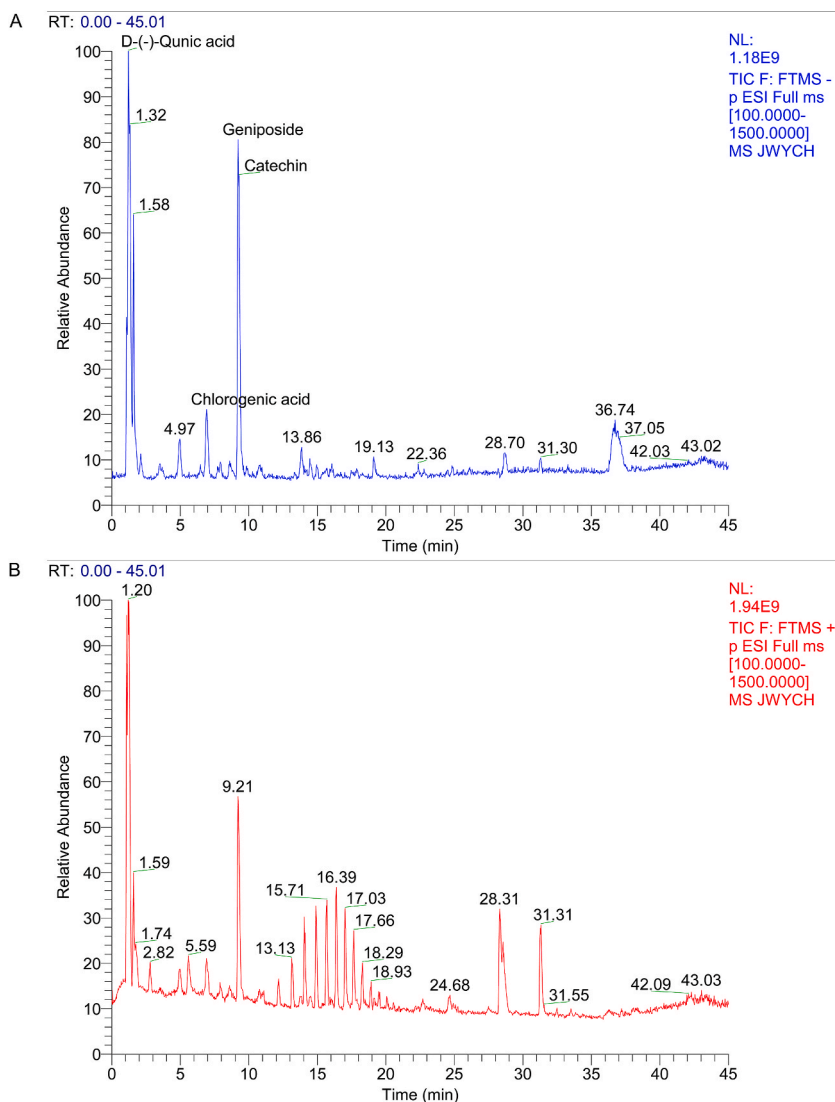 A
RT: 0.00 - 45.01
D-(-)-Qunic acid
NL:
1.18E9
TIC F: FTMS -
p ESI Full ms
[100.0000-
1500.0000]
MS JWYCH
100
90
80
70
60
50
40
30
20
10
0
Relative Abundance
1.32
1.58
Geniposide
Catechin
Chlorogenic acid
4.97
13.86
19.13
22.36
28.70
31.30
36.74
37.05
42.03
43.02
0 5 10 15 20 25 30 35 40 45
Time (min)
B
RT: 0.00 - 45.01
1.20
NL:
1.94E9
TIC F: FTMS +
p ESI Full ms
[100.0000-
1500.0000]
MS JWYCH
100
90
80
70
60
50
40
30
20
10
0
Relative Abundance
1.59
1.74
2.82
5.59
9.21
13.13
15.71
16.39
17.03
17.66
18.29
18.93
24.68
28.31
31.31
31.55
42.09
43.03
0 5 10 15 20 25 30 35 40 45
Time (min)